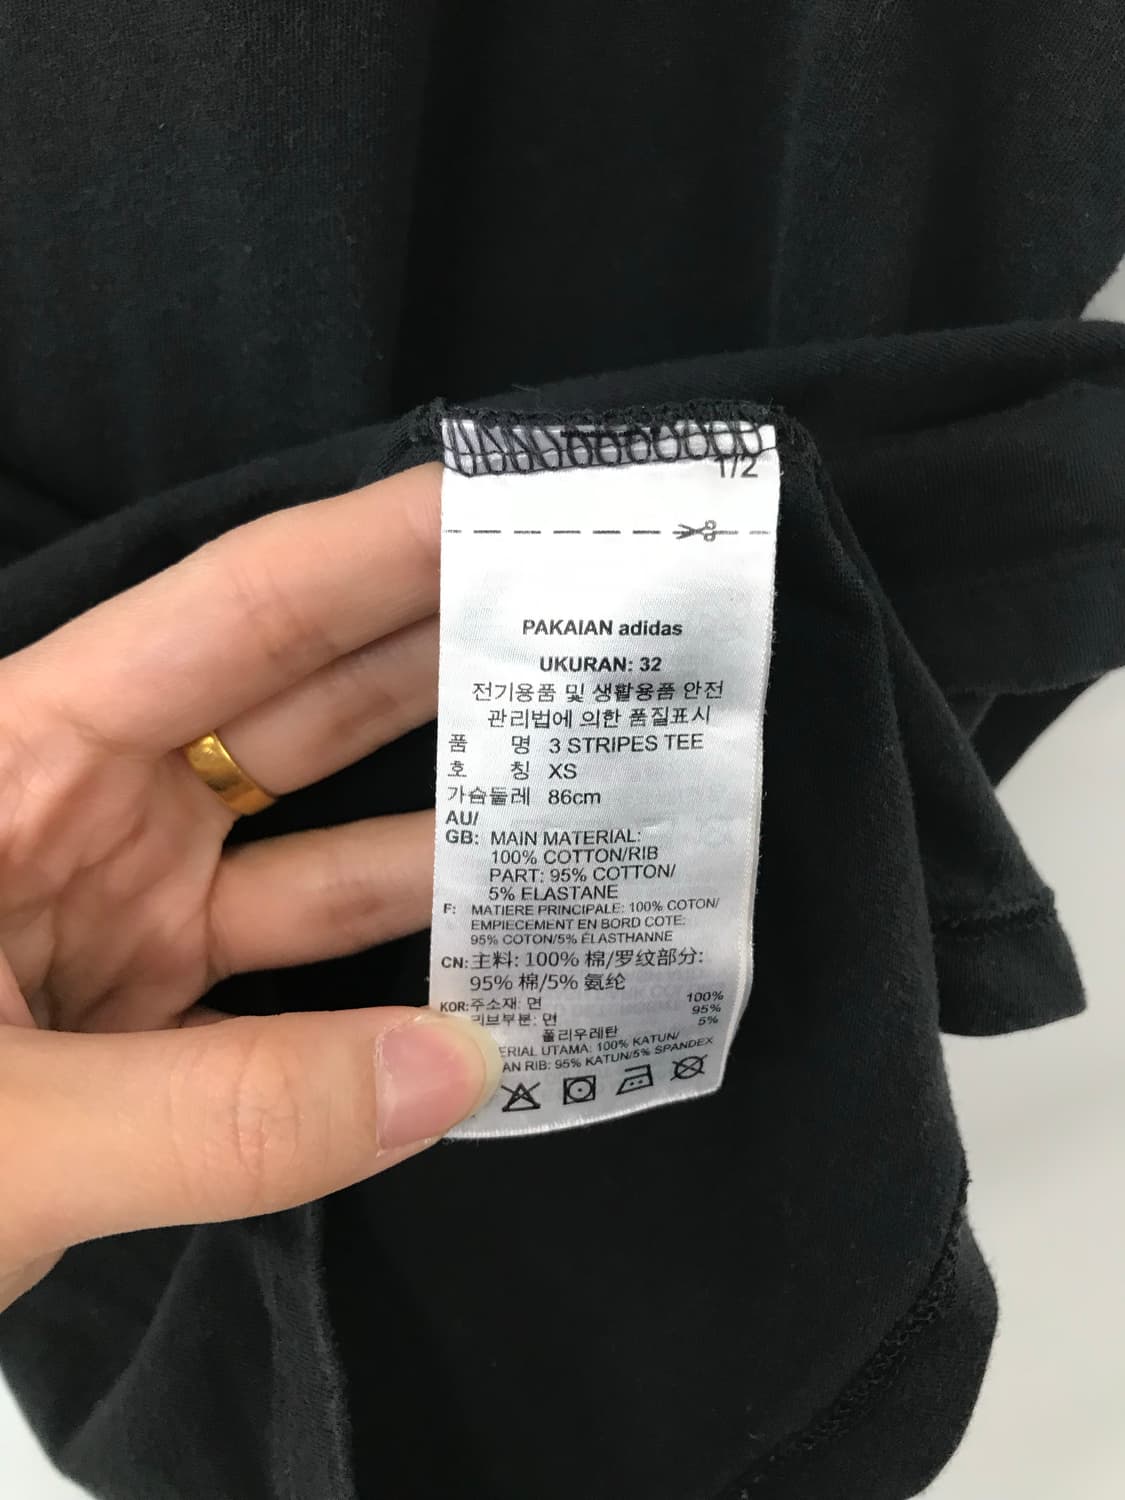 1/2
PAKAIAN adidas
UKURAN: 32
전기용품 및 생활용품 안전
관리법에 의한 품질표시
품 명 3 STRIPES TEE
호 칭 XS
가슴둘레 86cm
AU/
GB: MAIN MATERIAL:
100% COTTON/RIB
PART: 95% COTTON/
5% ELASTANE
F: MATIERE PRINCIPALE: 100% COTON/
EMPIECEMENT EN BORD COTE:
95% COTON/5% ÉLASTHANNE
CN: 主料: 100% 棉/罗纹部分:
95% 棉/5% 氨纶
KOR: 주소재: 면 100%
리브부분: 면 95%
폴리우레탄 5%
ERIAL UTAMA: 100% KATUN/
AN RIB: 95% KATUN/5% SPANDEX